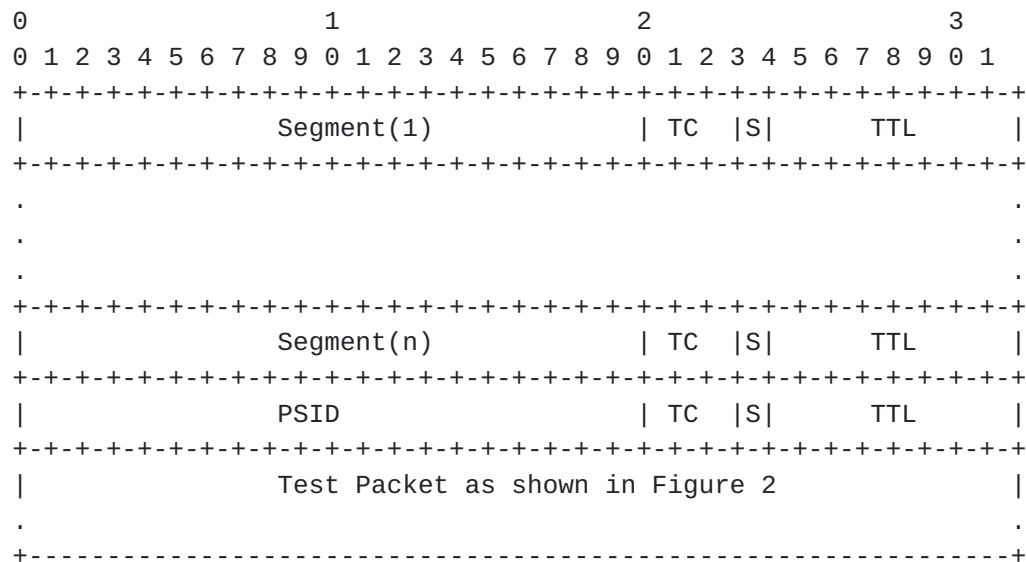 0                   1                   2                   3
0 1 2 3 4 5 6 7 8 9 0 1 2 3 4 5 6 7 8 9 0 1 2 3 4 5 6 7 8 9 0 1
+-+-+-+-+-+-+-+-+-+-+-+-+-+-+-+-+-+-+-+-+-+-+-+-+-+-+-+-+-+-+-+-+
|                Segment(1)             | TC  |S|      TTL      |
+-+-+-+-+-+-+-+-+-+-+-+-+-+-+-+-+-+-+-+-+-+-+-+-+-+-+-+-+-+-+-+-+
.                                                               .
.                                                               .
.                                                               .
+-+-+-+-+-+-+-+-+-+-+-+-+-+-+-+-+-+-+-+-+-+-+-+-+-+-+-+-+-+-+-+-+
|                Segment(n)             | TC  |S|      TTL      |
+-+-+-+-+-+-+-+-+-+-+-+-+-+-+-+-+-+-+-+-+-+-+-+-+-+-+-+-+-+-+-+-+
|                PSID                   | TC  |S|      TTL      |
+-+-+-+-+-+-+-+-+-+-+-+-+-+-+-+-+-+-+-+-+-+-+-+-+-+-+-+-+-+-+-+-+
|                Test Packet as shown in Figure 2               |
.                                                               .
+---------------------------------------------------------------+